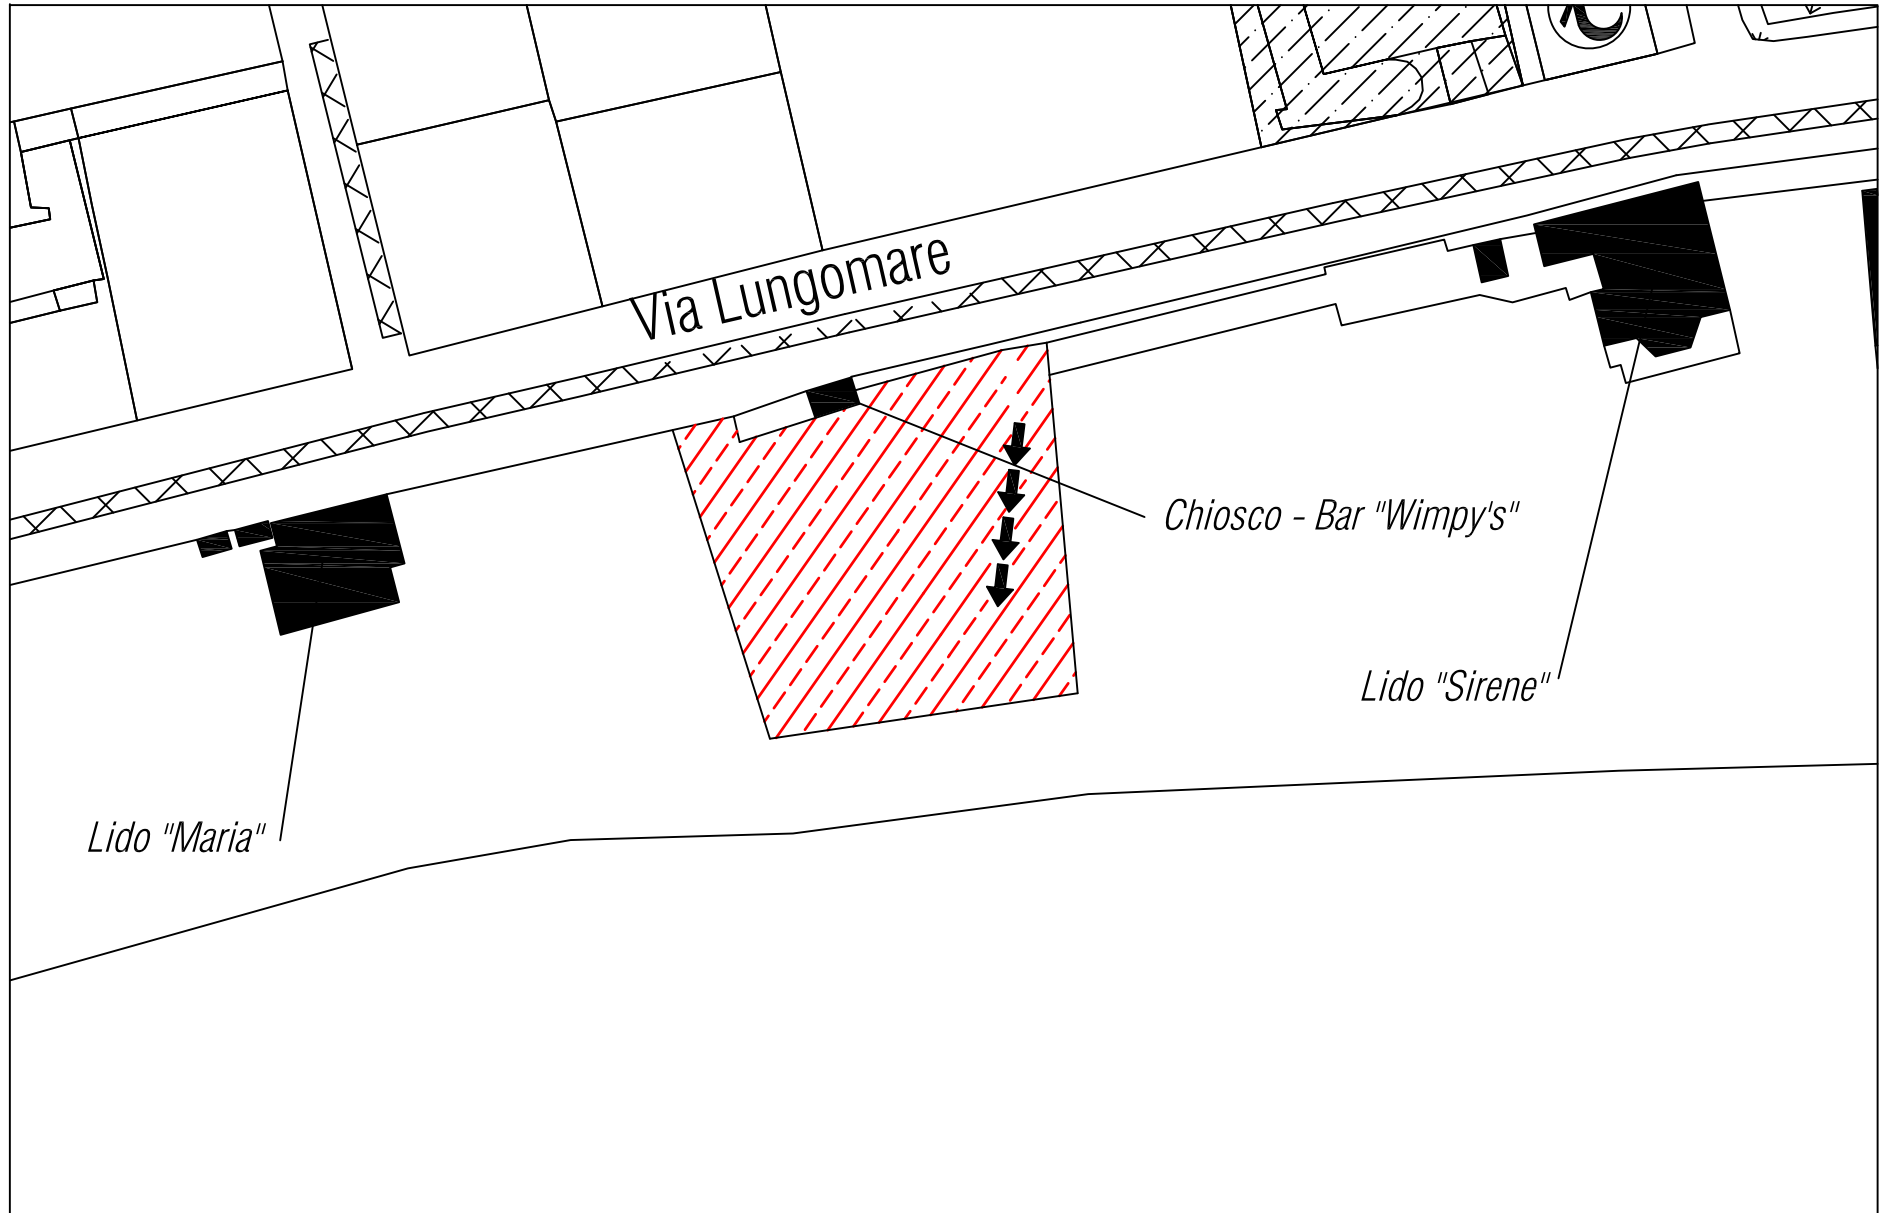 Via Lungomare
Chiosco - Bar "Wimpy's"
Lido "Sirene"
Lido "Maria"